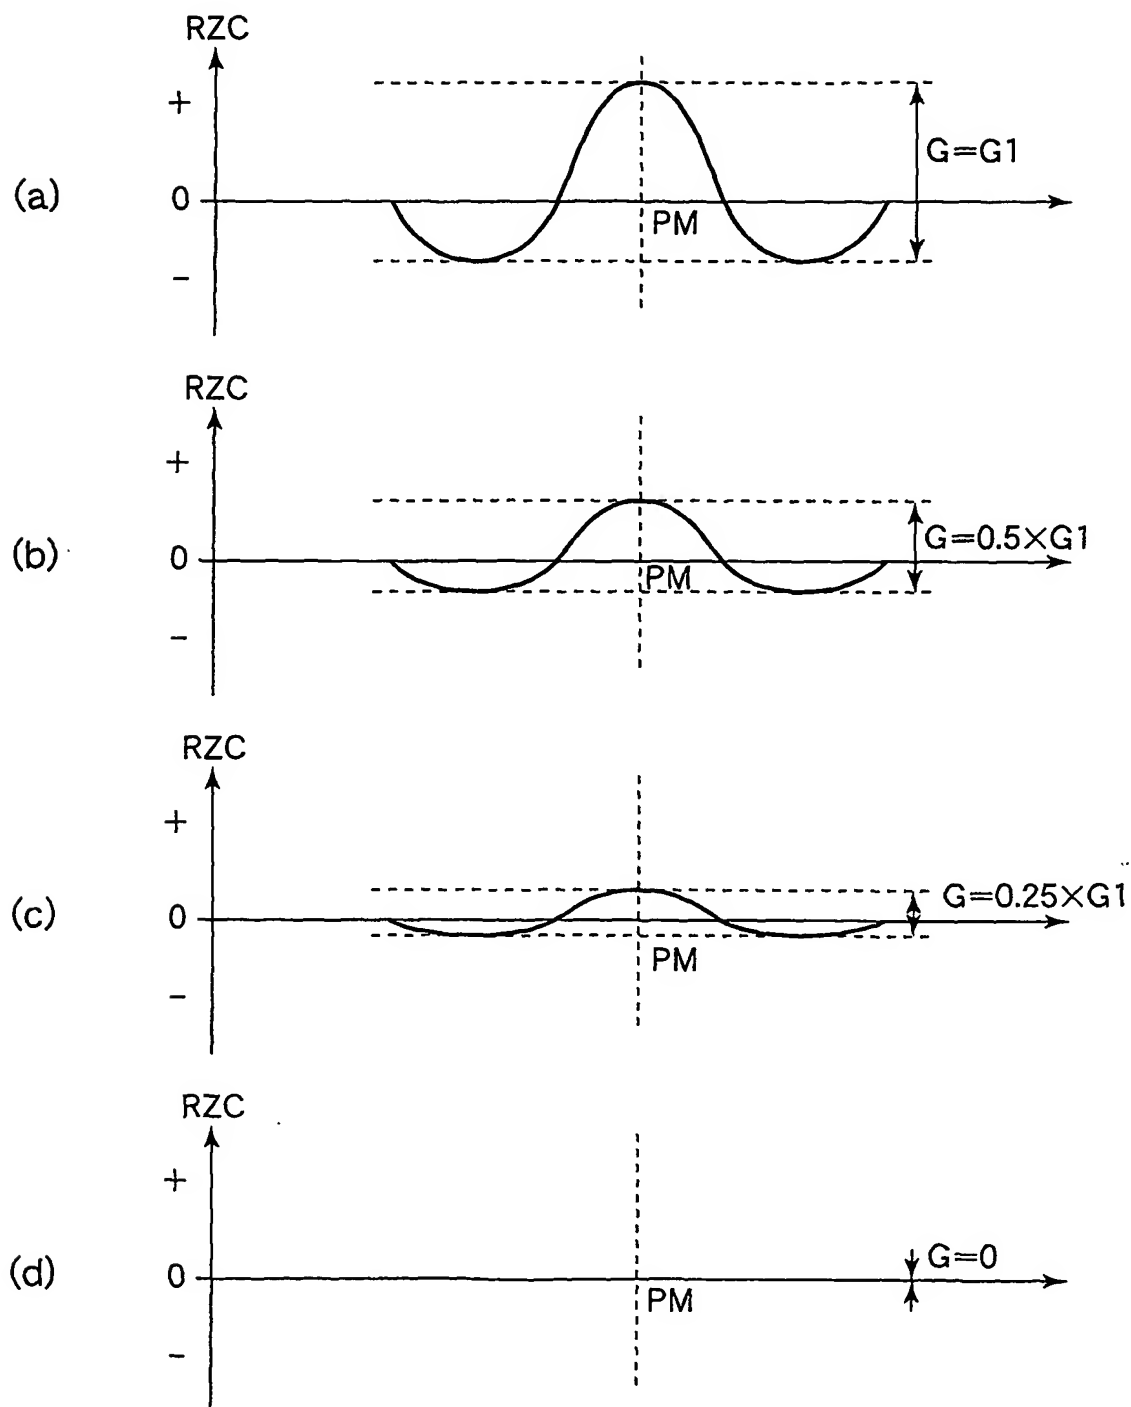 RZC
+
G=G1
(a)
0
PM
-
RZC
+
G=0.5×G1
(b)
0
PM
-
RZC
+
G=0.25×G1
(c)
0
PM
-
RZC
+
G=0
(d)
0
PM
-